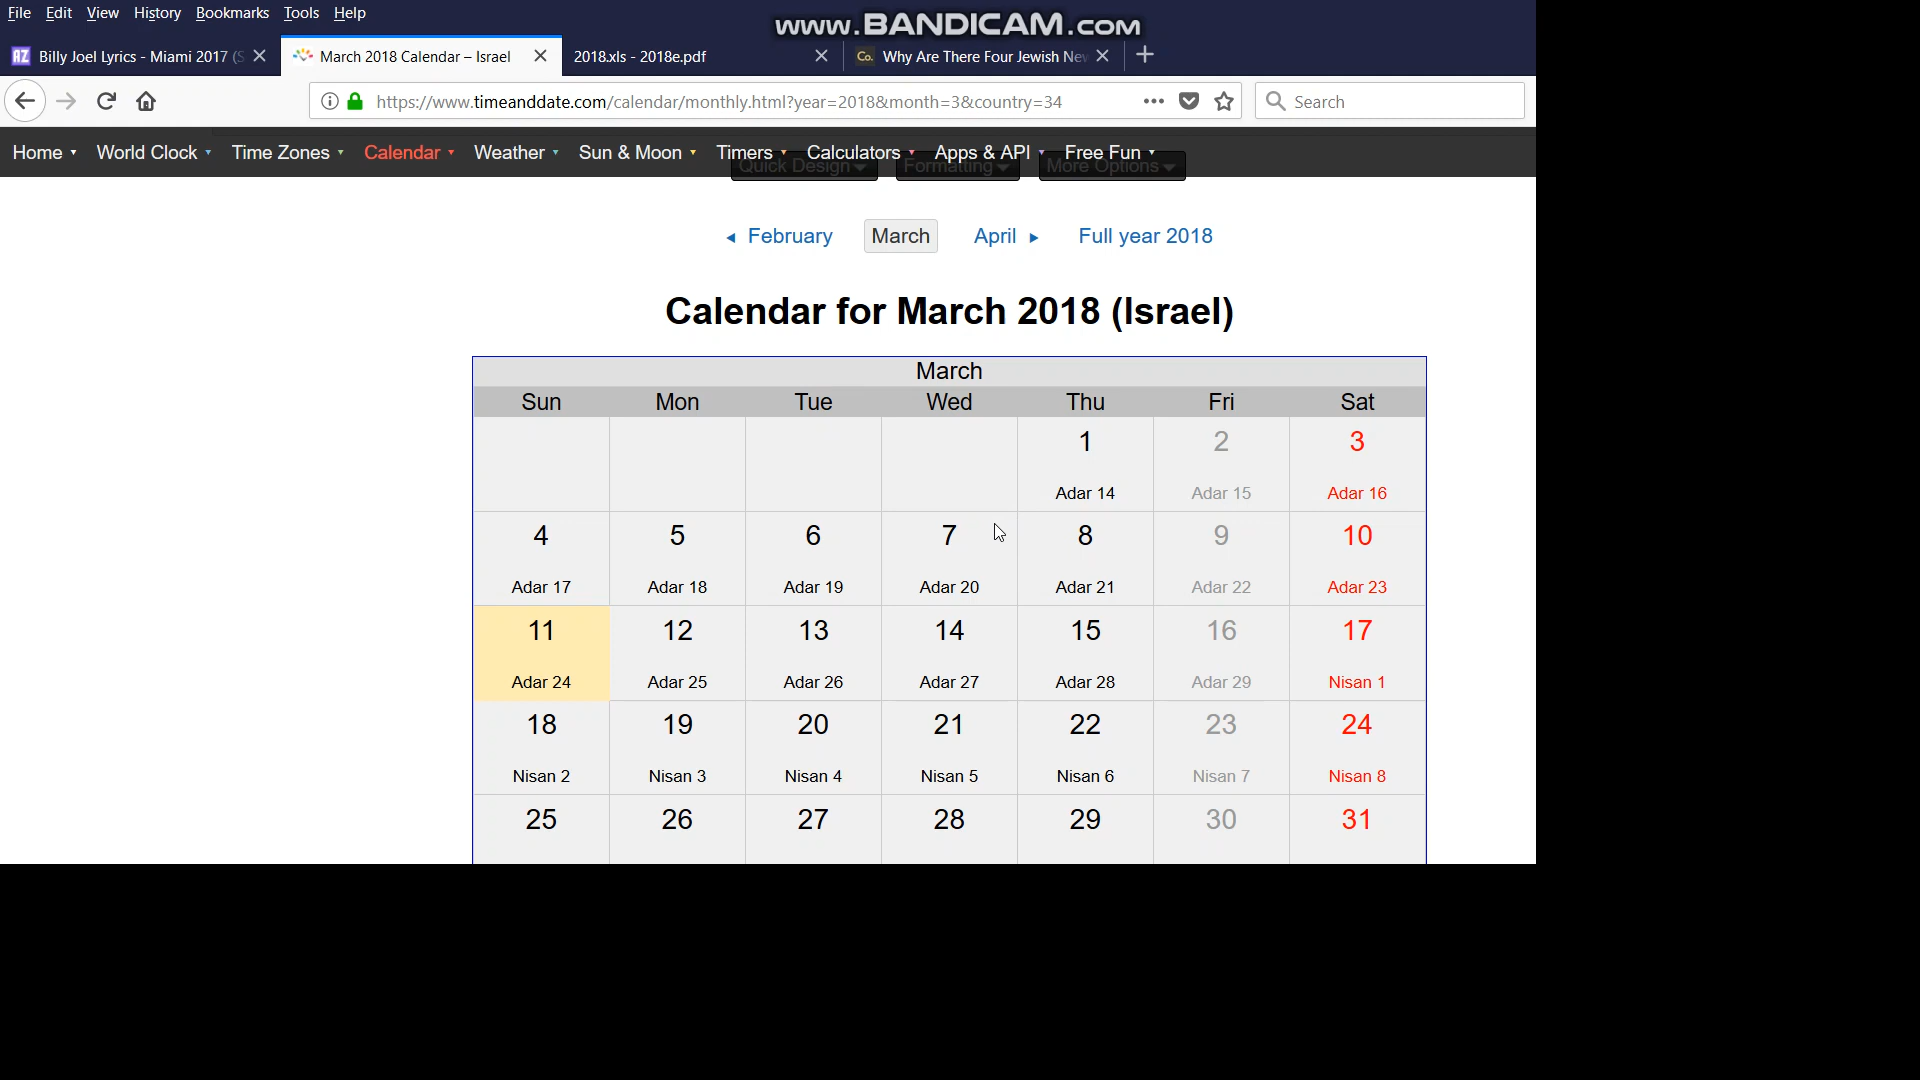 File Edit View History Bookmarks Tools Help
www.BANDICAM.com
Billy Joel Lyrics - Miami 2017 (S
March 2018 Calendar – Israel
2018.xls - 2018e.pdf
Co. Why Are There Four Jewish Ne
https://www.timeanddate.com/calendar/monthly.html?year=2018&month=3&country=34
Search
Home World Clock Time Zones Calendar Weather Sun & Moon Timers Calculators Apps & API Free Fun
Quick Design Formatting More Options
February March April Full year 2018
Calendar for March 2018 (Israel)
March
Sun Mon Tue Wed Thu Fri Sat
1 2 3
Adar 14 Adar 15 Adar 16
4 5 6 7 8 9 10
Adar 17 Adar 18 Adar 19 Adar 20 Adar 21 Adar 22 Adar 23
11 12 13 14 15 16 17
Adar 24 Adar 25 Adar 26 Adar 27 Adar 28 Adar 29 Nisan 1
18 19 20 21 22 23 24
Nisan 2 Nisan 3 Nisan 4 Nisan 5 Nisan 6 Nisan 7 Nisan 8
25 26 27 28 29 30 31